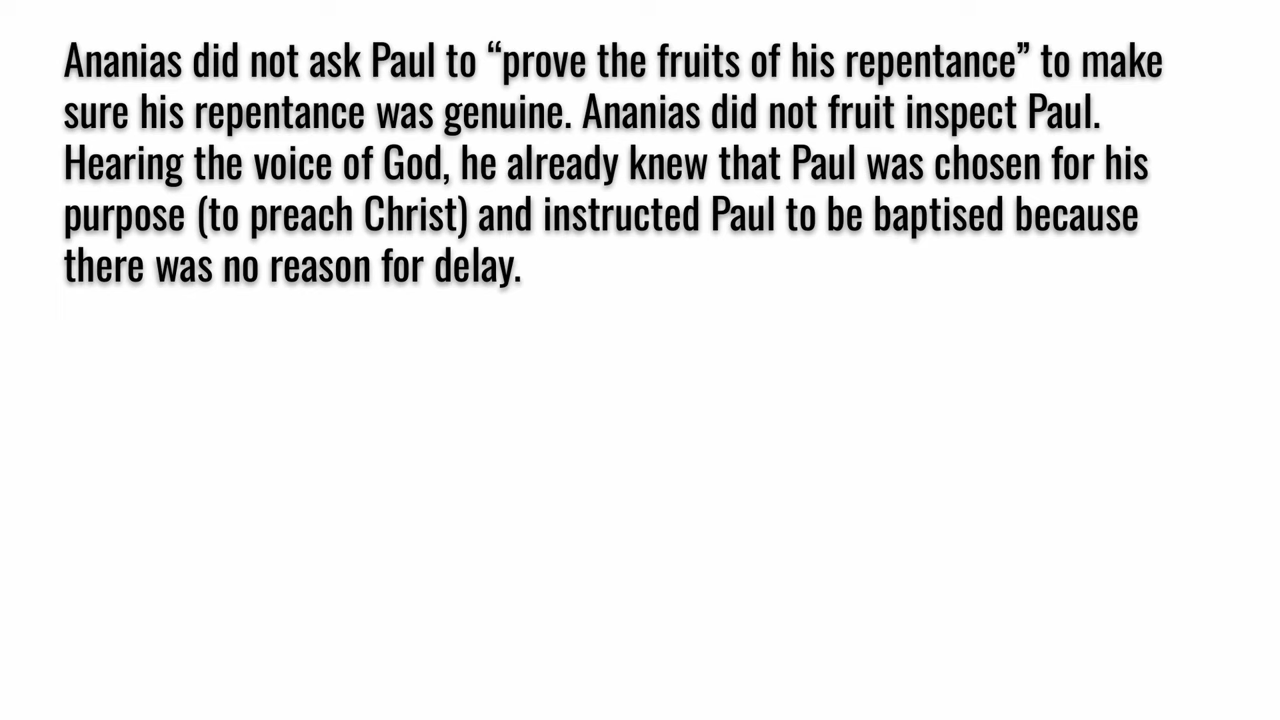 Ananias did not ask Paul to “prove the fruits of his repentance” to make
sure his repentance was genuine. Ananias did not fruit inspect Paul.
Hearing the voice of God, he already knew that Paul was chosen for his
purpose (to preach Christ) and instructed Paul to be baptised because
there was no reason for delay.